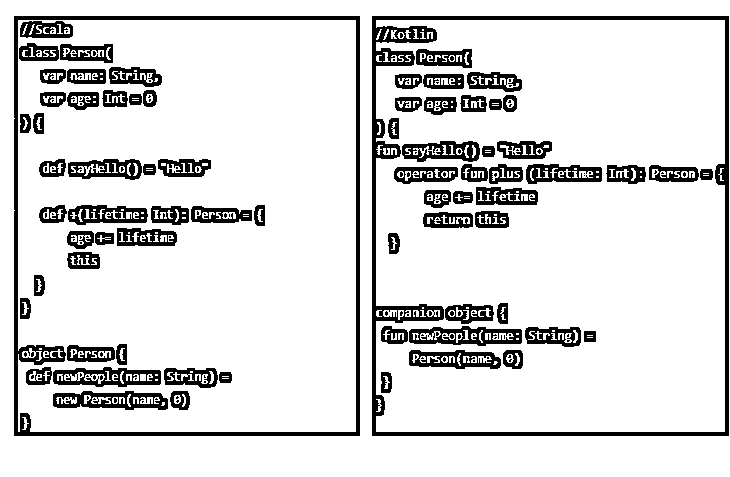 //Scala
class Person(
var name: String,
var age: Int = 0
) {
def sayHello() = "Hello"
def +(lifetime: Int): Person = {
age += lifetime
this
}
}
object Person {
def newPeople(name: String) =
new Person(name, 0)
}
//Kotlin
class Person(
var name: String,
var age: Int = 0
) {
fun sayHello() = "Hello"
operator fun plus (lifetime: Int): Person = {
age += lifetime
return this
}
companion object {
fun newPeople(name: String) =
Person(name, 0)
}
}